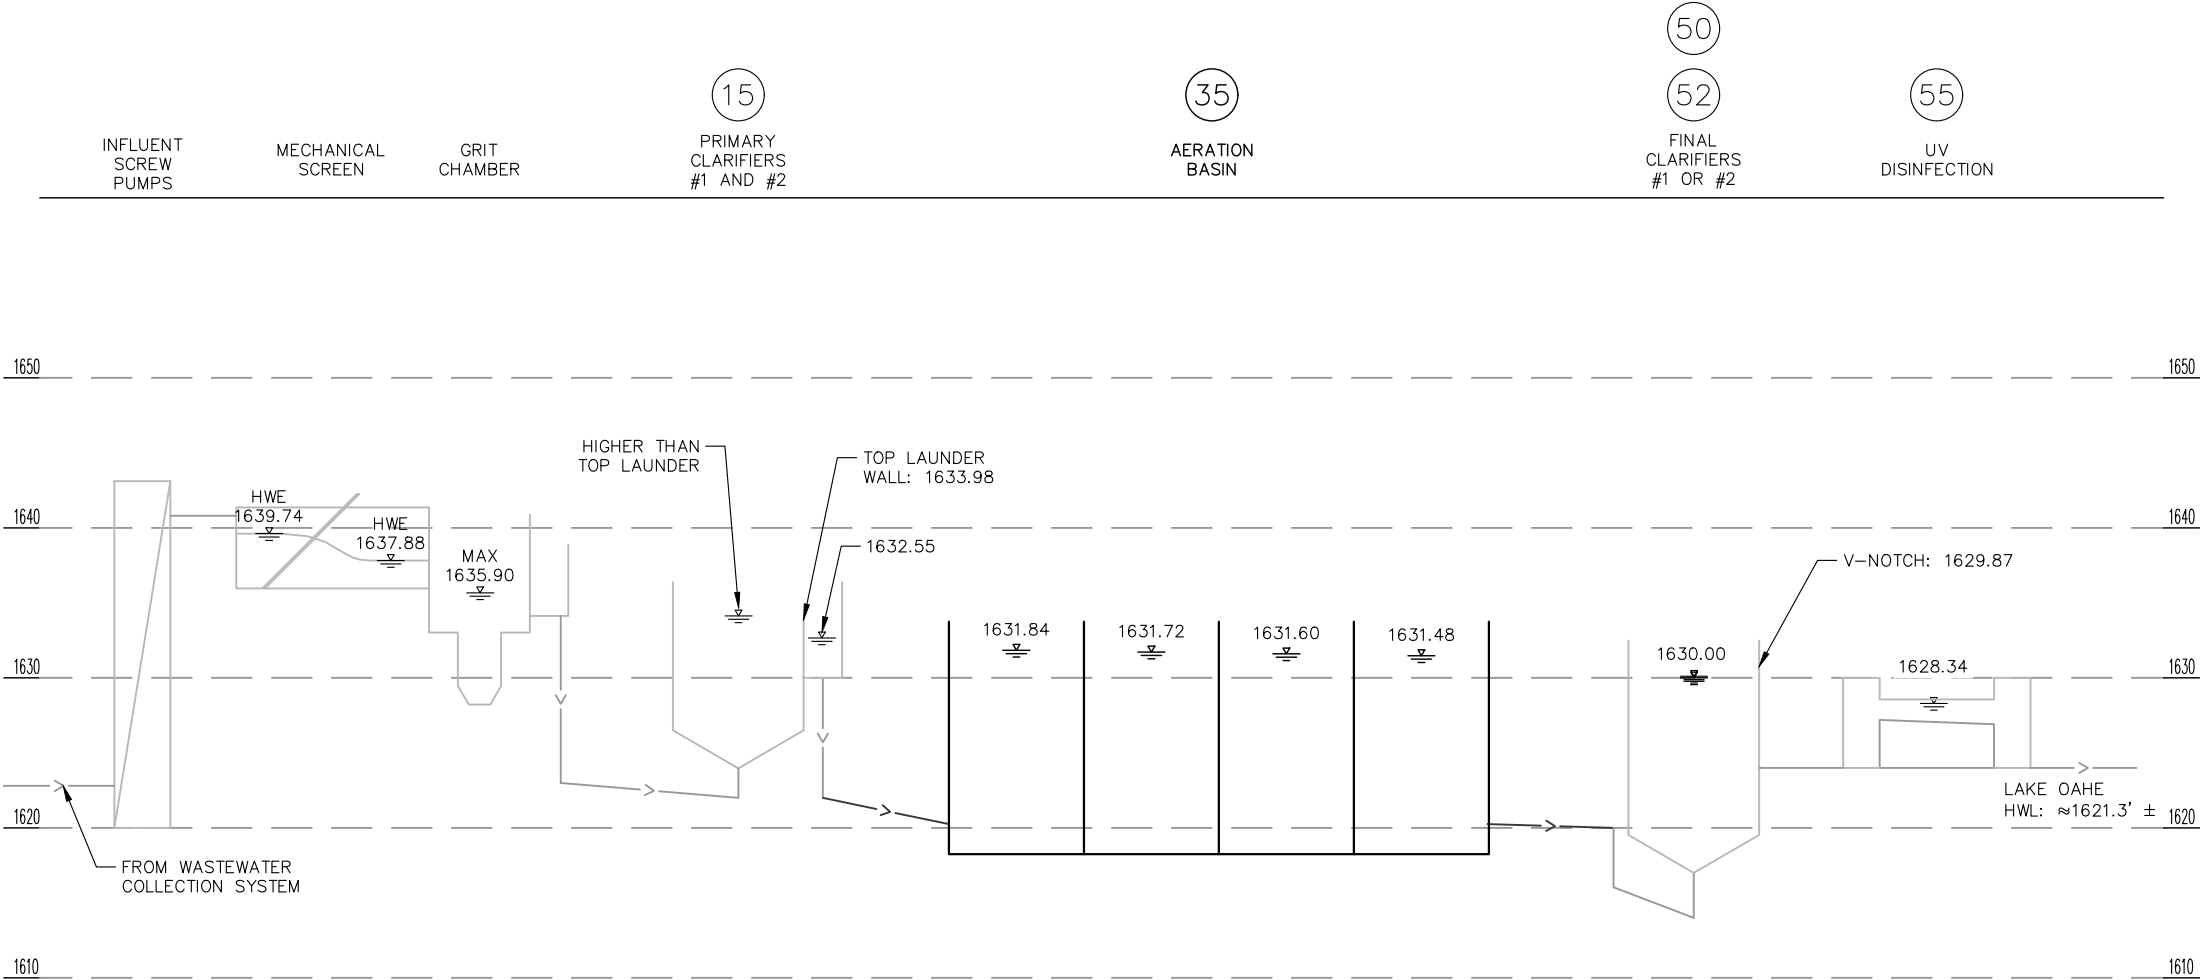 50
15
35
52
55
INFLUENT
SCREW
PUMPS
MECHANICAL
SCREEN
GRIT
CHAMBER
PRIMARY
CLARIFIERS
#1 AND #2
AERATION
BASIN
FINAL
CLARIFIERS
#1 OR #2
UV
DISINFECTION
1650
1650
HIGHER THAN
TOP LAUNDER
TOP LAUNDER
WALL: 1633.98
HWE
1639.74
1640
1640
HWE
1637.88
MAX
1635.90
1632.55
V-NOTCH: 1629.87
1631.84
1631.72
1631.60
1631.48
1630.00
1628.34
1630
1630
LAKE OAHE
HWL: ≈1621.3' ±
1620
1620
FROM WASTEWATER
COLLECTION SYSTEM
1610
1610